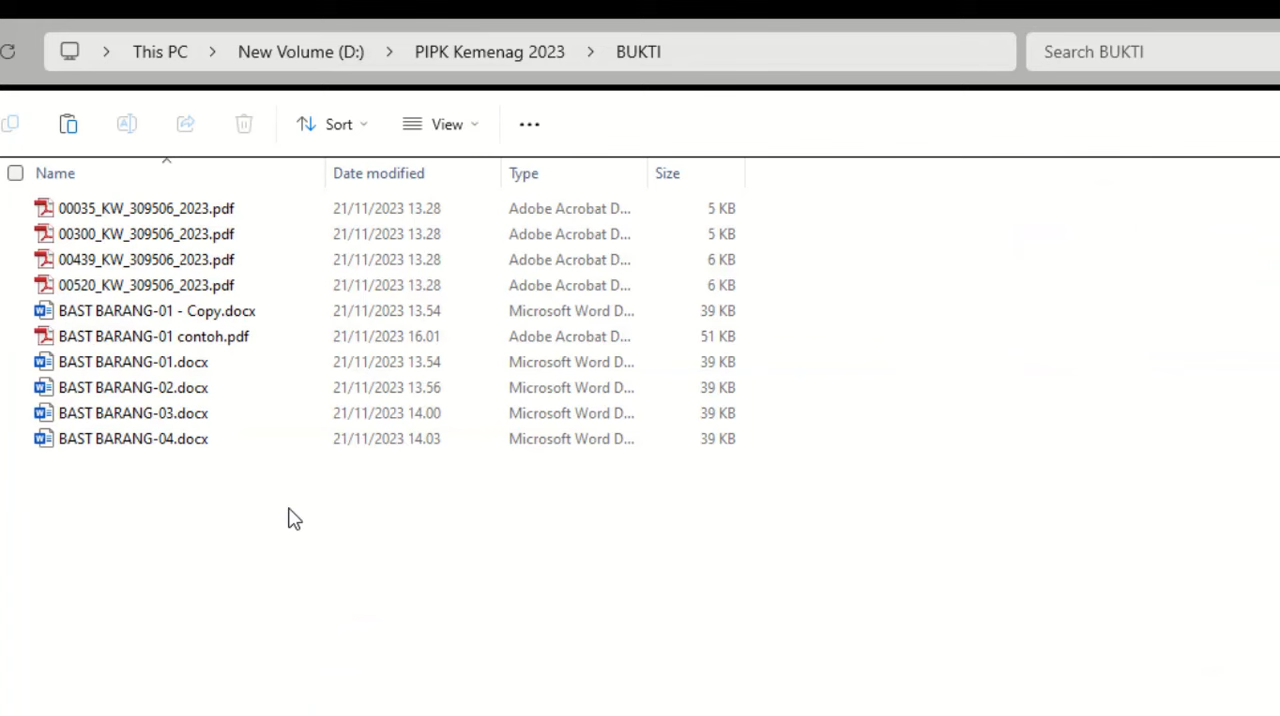 This PC > New Volume (D:) > PIPK Kemenag 2023 > BUKTI Search BUKTI
Sort View
Name Date modified Type Size
00035_KW_309506_2023.pdf 21/11/2023 13.28 Adobe Acrobat D... 5 KB
00300_KW_309506_2023.pdf 21/11/2023 13.28 Adobe Acrobat D... 5 KB
00439_KW_309506_2023.pdf 21/11/2023 13.28 Adobe Acrobat D... 6 KB
00520_KW_309506_2023.pdf 21/11/2023 13.28 Adobe Acrobat D... 6 KB
BAST BARANG-01 - Copy.docx 21/11/2023 13.54 Microsoft Word D... 39 KB
BAST BARANG-01 contoh.pdf 21/11/2023 16.01 Adobe Acrobat D... 51 KB
BAST BARANG-01.docx 21/11/2023 13.54 Microsoft Word D... 39 KB
BAST BARANG-02.docx 21/11/2023 13.56 Microsoft Word D... 39 KB
BAST BARANG-03.docx 21/11/2023 14.00 Microsoft Word D... 39 KB
BAST BARANG-04.docx 21/11/2023 14.03 Microsoft Word D... 39 KB